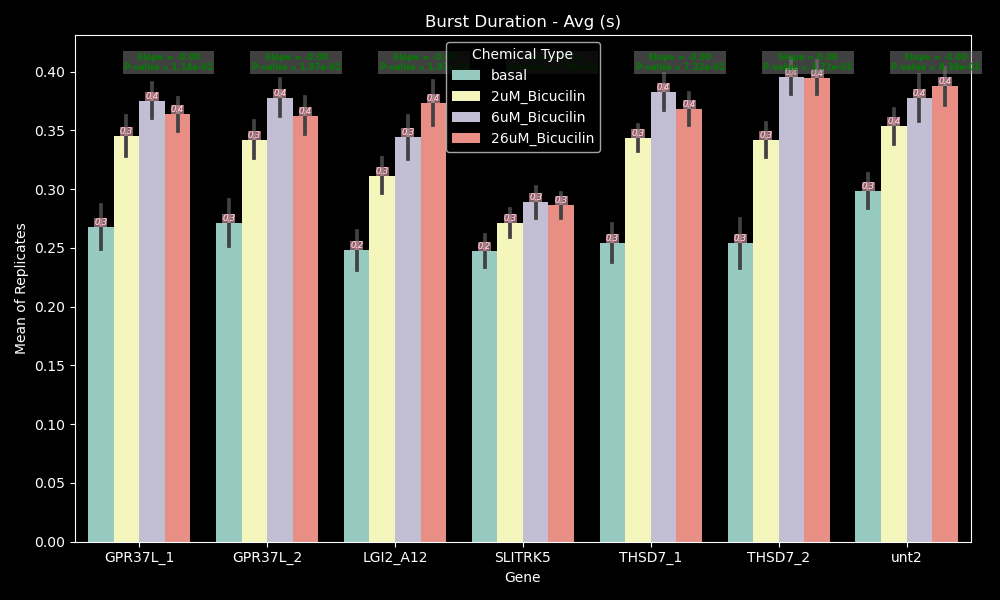 Burst Duration - Avg (s)
Chemical Type
basal
2uM_Bicucilin
6uM_Bicucilin
26uM_Bicucilin
Mean of Replicates
0.40
0.35
0.30
0.25
0.20
0.15
0.10
0.05
0.00
0.3 0.3 0.4 0.4
0.3 0.3 0.4 0.4
0.2 0.3 0.3 0.4
0.2 0.3 0.3 0.3
0.3 0.3 0.4 0.4
0.3 0.3 0.4 0.4
0.3 0.4 0.4 0.4
GPR37L_1 GPR37L_2 LGI2_A12 SLITRK5 THSD7_1 THSD7_2 unt2
Gene